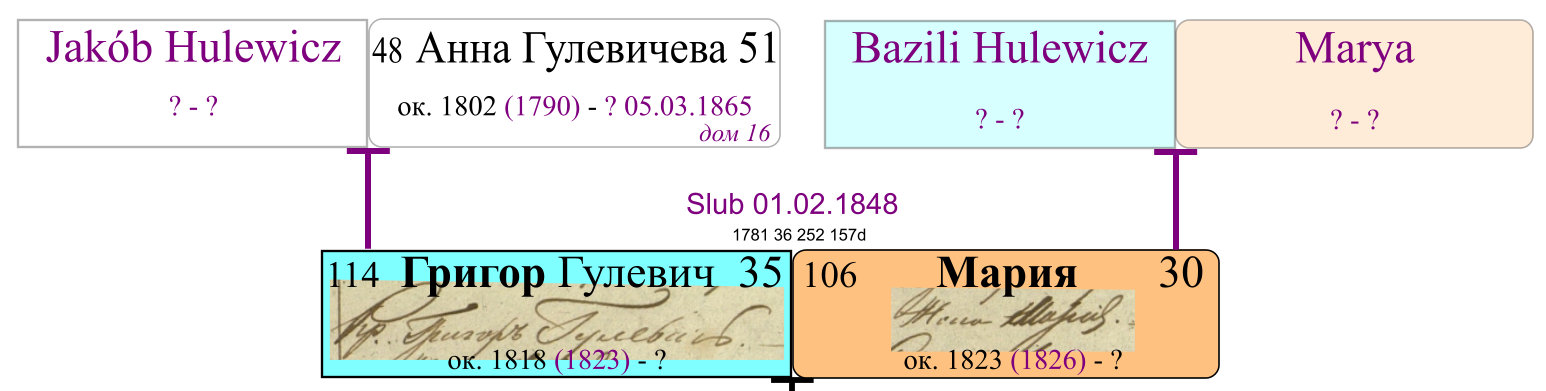 Jakób Hulewicz
? - ?
48 Анна Гулевичева 51
ок. 1802 (1790) - ? 05.03.1865
дом 16
Bazili Hulewicz
? - ?
Marya
? - ?
Slub 01.02.1848
1781 36 252 157d
114 Григор Гулевич 35
Кр. Григоръ Гулевичъ.
ок. 1818 (1823) - ?
106 Мария 30
Жена Марія.
ок. 1823 (1826) - ?